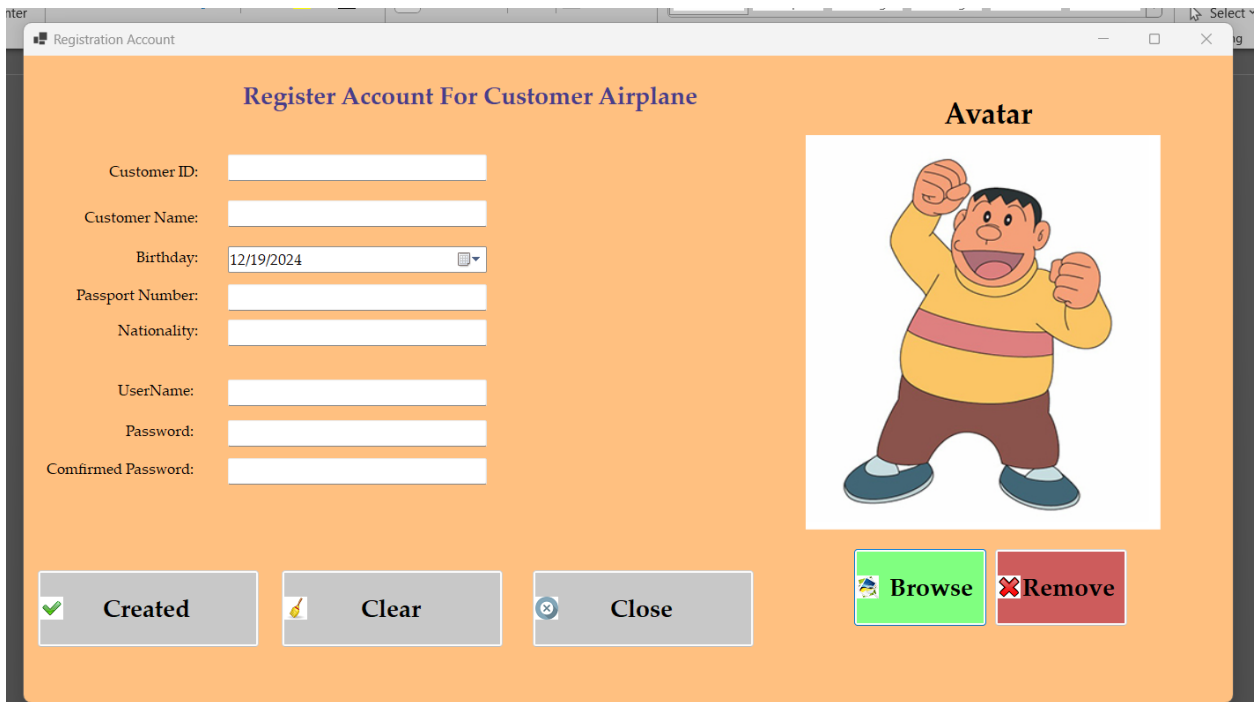 nter
Select
ng
Registration Account
Register Account For Customer Airplane
Avatar
Customer ID:
Customer Name:
Birthday:
12/19/2024
Passport Number:
Nationality:
UserName:
Password:
Comfirmed Password:
Created
Clear
Close
Browse
Remove